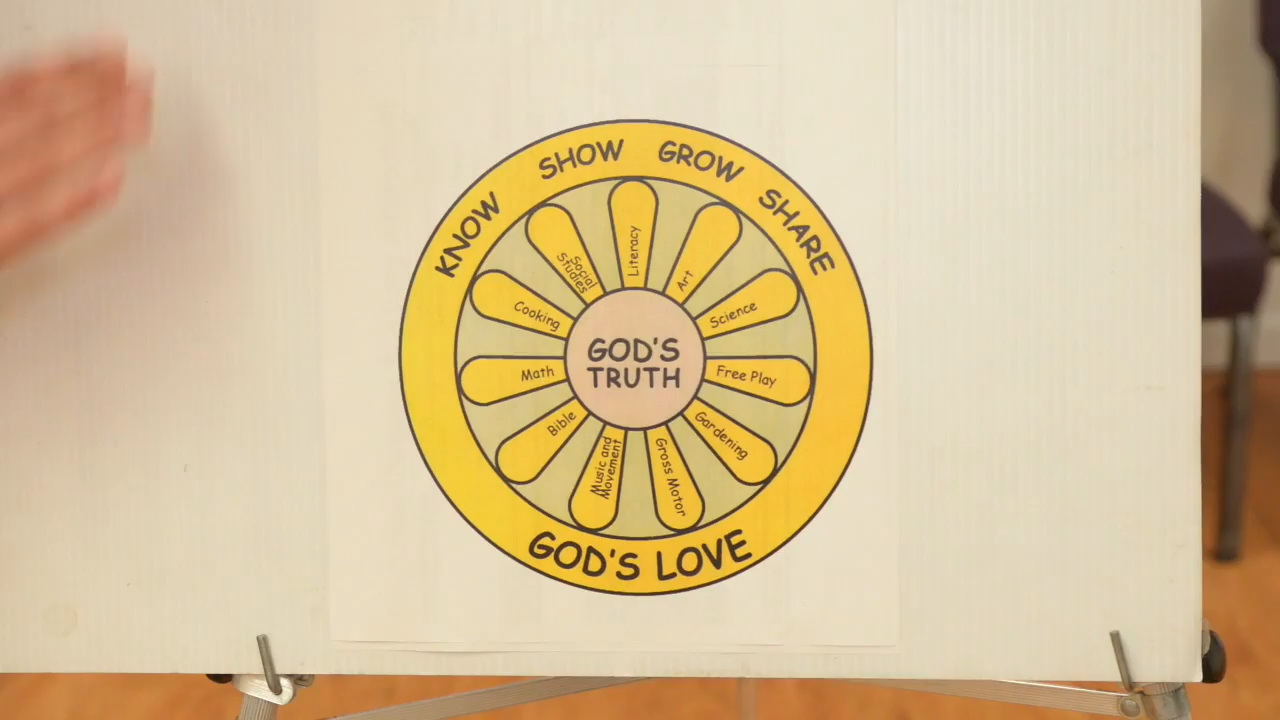 KNOW SHOW GROW SHARE
Literacy
Art
Science
Free Play
Gardening
Gross Motor
Music and
Movement
Bible
Math
Cooking
Social
Studies
GOD'S
TRUTH
GOD'S LOVE